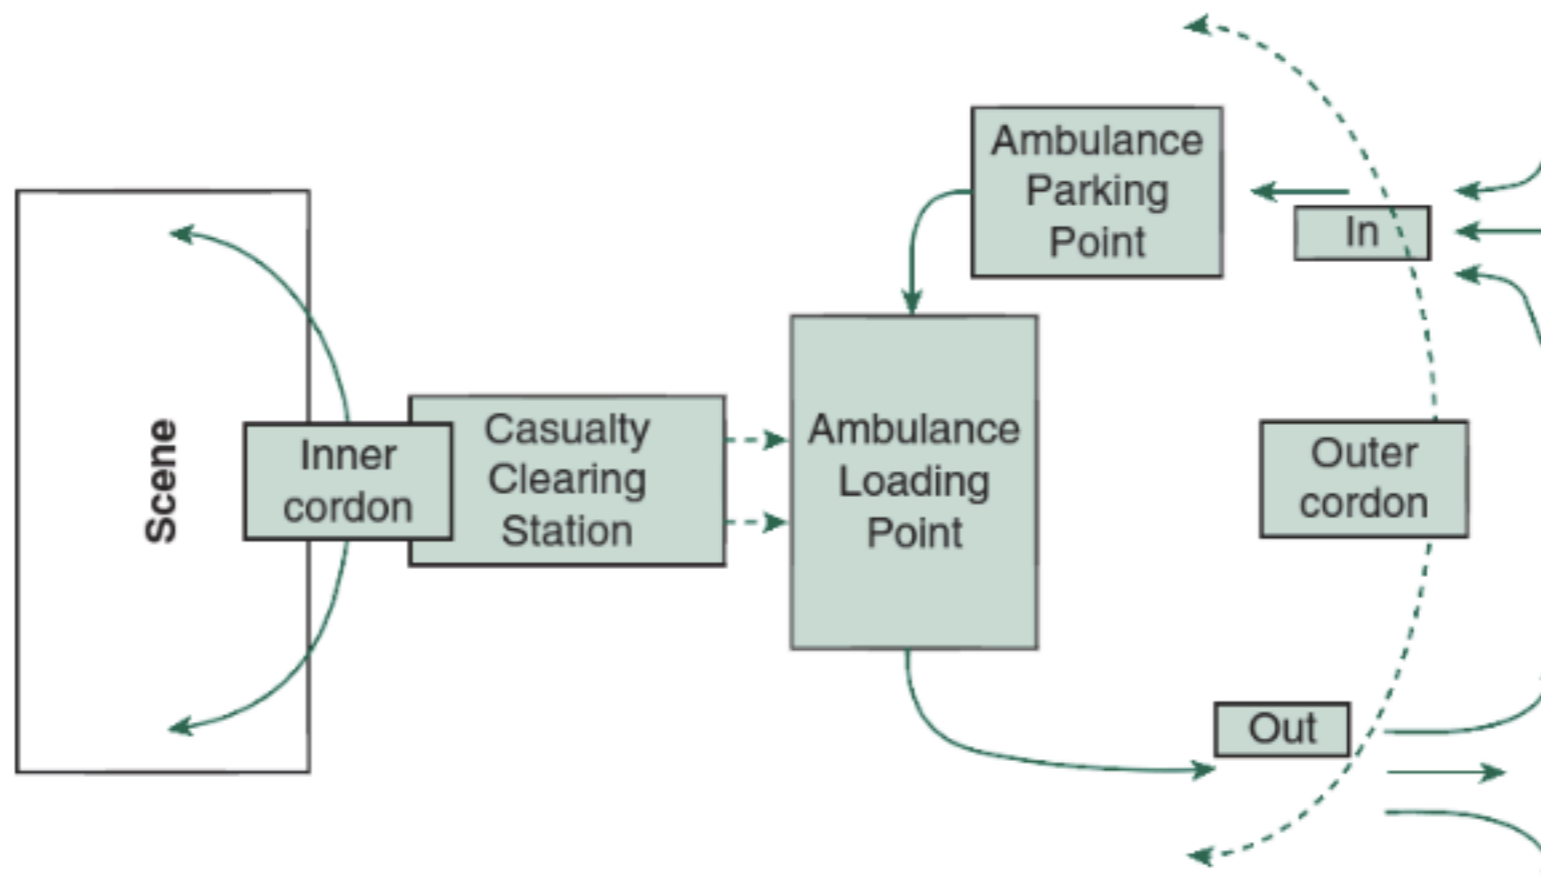 Scene
Inner
cordon
Casualty
Clearing
Station
Ambulance
Loading
Point
Ambulance
Parking
Point
In
Outer
cordon
Out